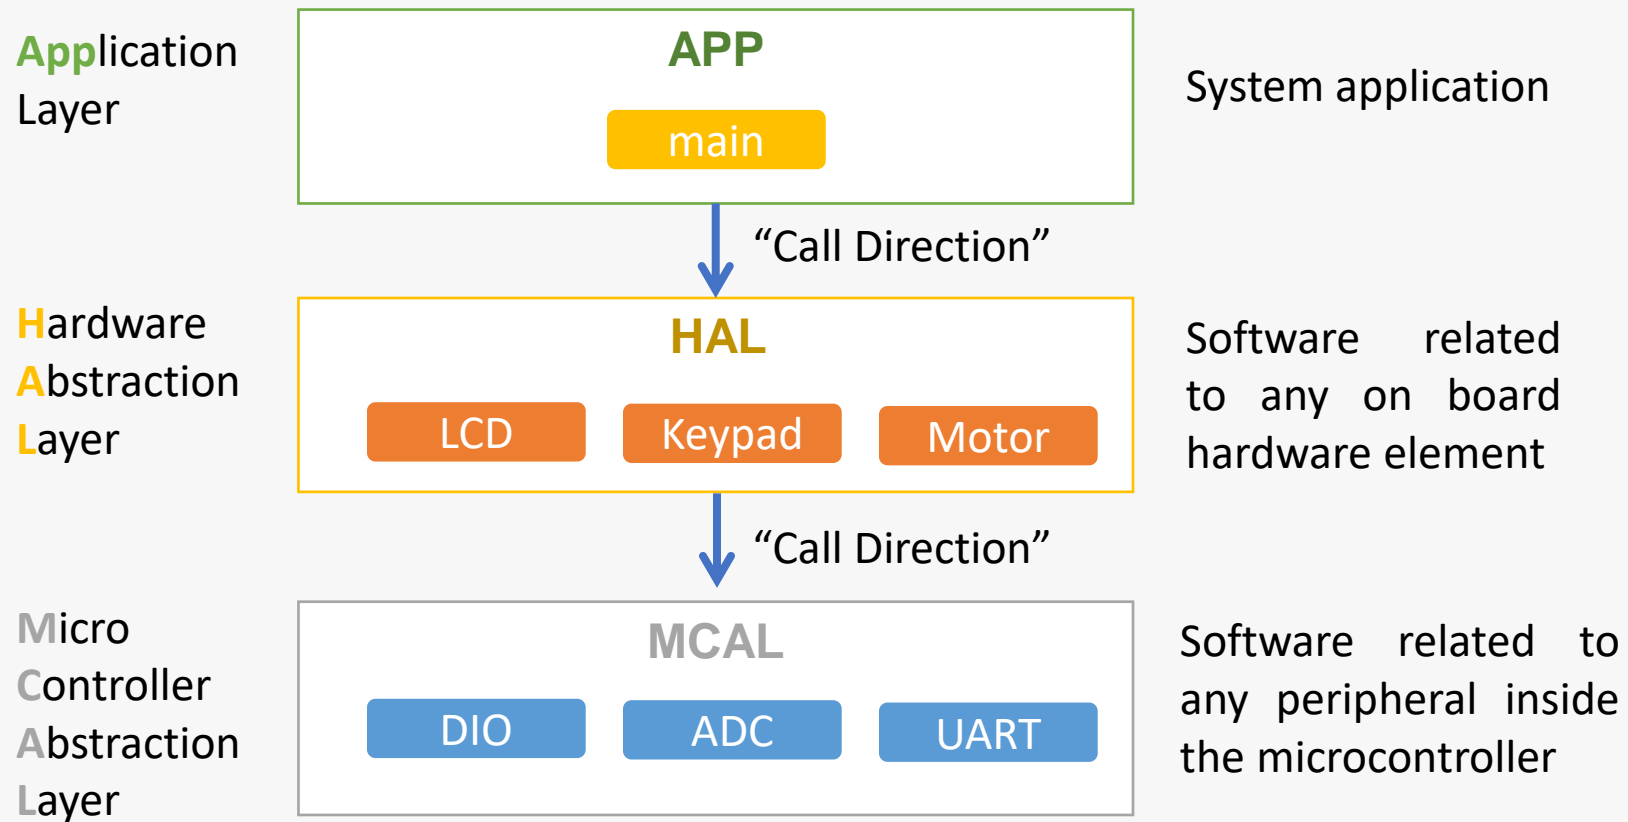 Application
Layer
APP
main
System application
“Call Direction”
Hardware
Abstraction
Layer
HAL
LCD
Keypad
Motor
Software related
to any on board
hardware element
“Call Direction”
Micro
Controller
Abstraction
Layer
MCAL
DIO
ADC
UART
Software related to
any peripheral inside
the microcontroller